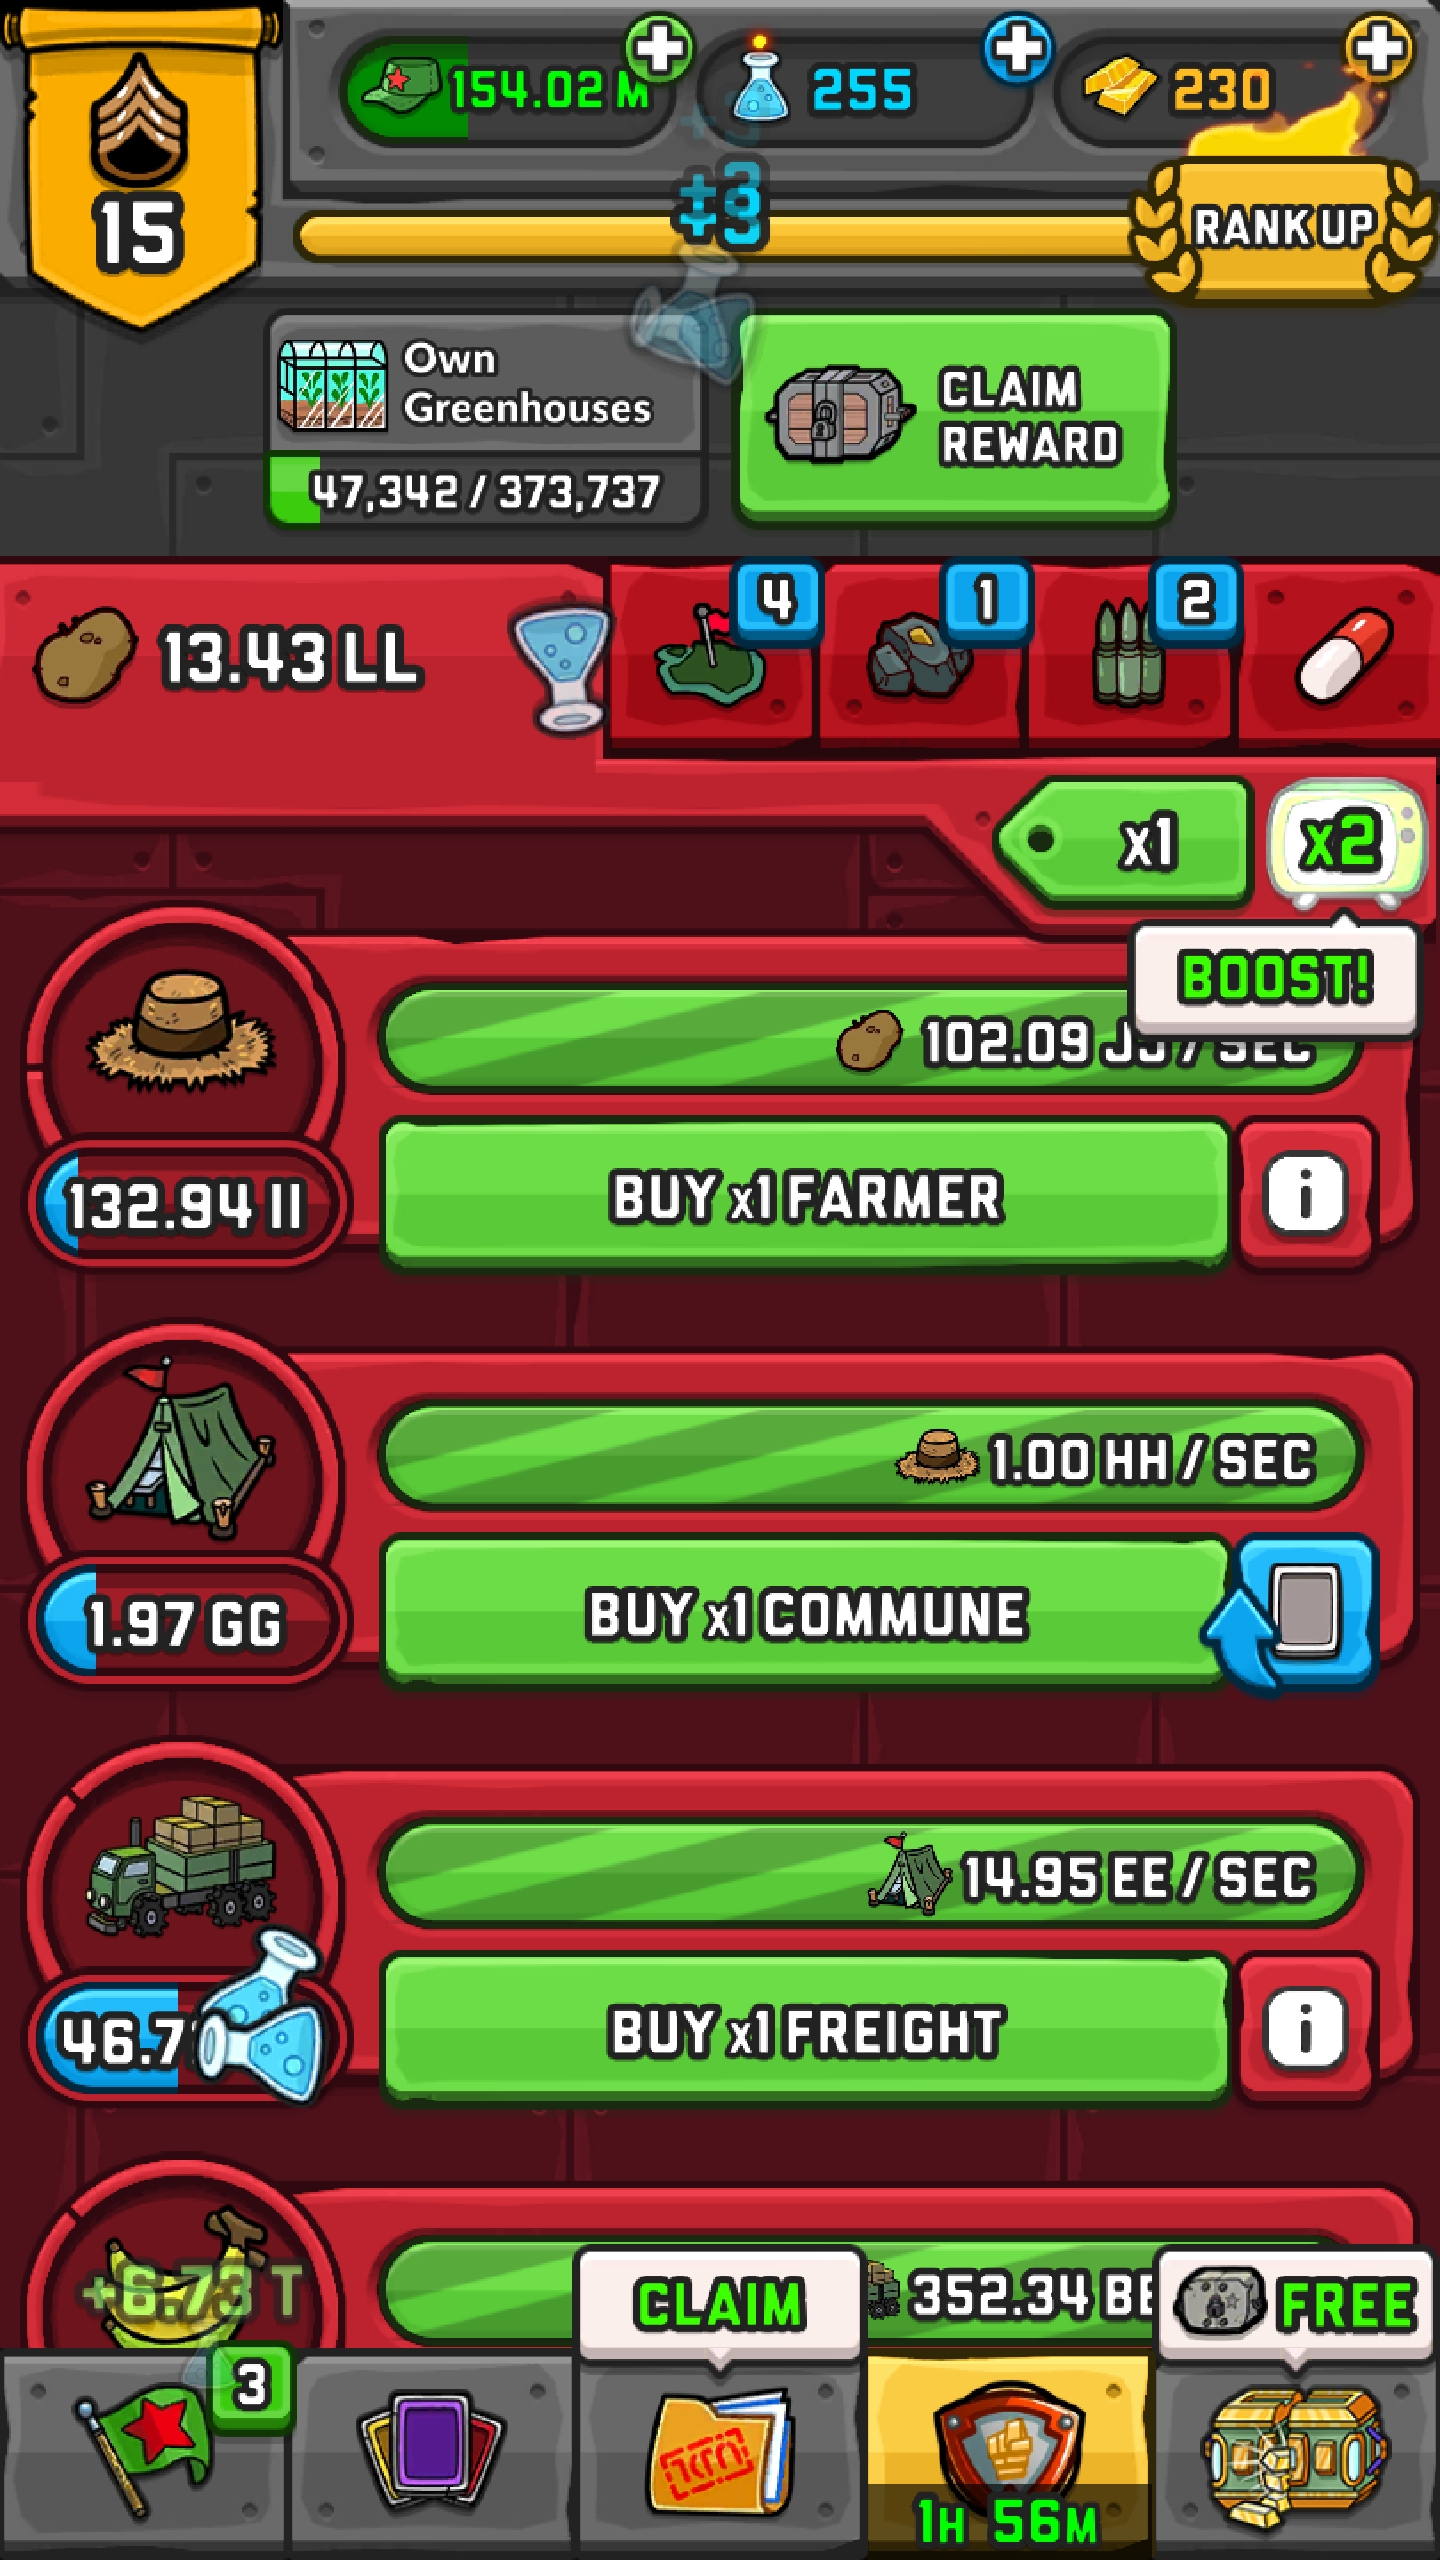 154.02 M
255
230
+3
15
RANK UP
Own
Greenhouses
47,342 / 373,737
CLAIM
REWARD
13.43 LL
4
1
2
x1
x2
BOOST!
102.09 JJ / SEC
132.94 II
BUY x1 FARMER
i
1.00 HH / SEC
1.97 GG
BUY x1 COMMUNE
14.95 EE / SEC
46.7
BUY x1 FREIGHT
i
+6.73 T
352.34 BB
CLAIM
FREE
3
1H 56M